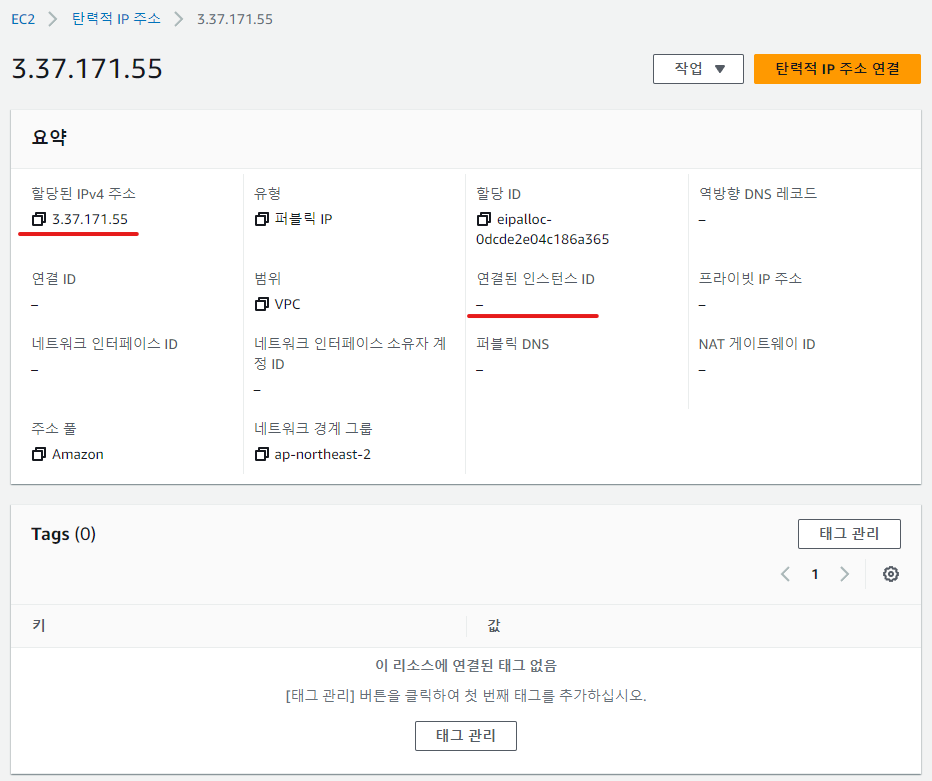 EC2 > 탄력적 IP 주소 > 3.37.171.55
3.37.171.55
작업 ▼
탄력적 IP 주소 연결
요약
할당된 IPv4 주소
3.37.171.55
유형
퍼블릭 IP
할당 ID
eipalloc-
0dcde2e04c186a365
역방향 DNS 레코드
–
연결 ID
–
범위
VPC
연결된 인스턴스 ID
–
프라이빗 IP 주소
–
네트워크 인터페이스 ID
–
네트워크 인터페이스 소유자 계
정 ID
–
퍼블릭 DNS
–
NAT 게이트웨이 ID
–
주소 풀
Amazon
네트워크 경계 그룹
ap-northeast-2
Tags (0)
태그 관리
< 1 >
키
값
이 리소스에 연결된 태그 없음
[태그 관리] 버튼을 클릭하여 첫 번째 태그를 추가하십시오.
태그 관리